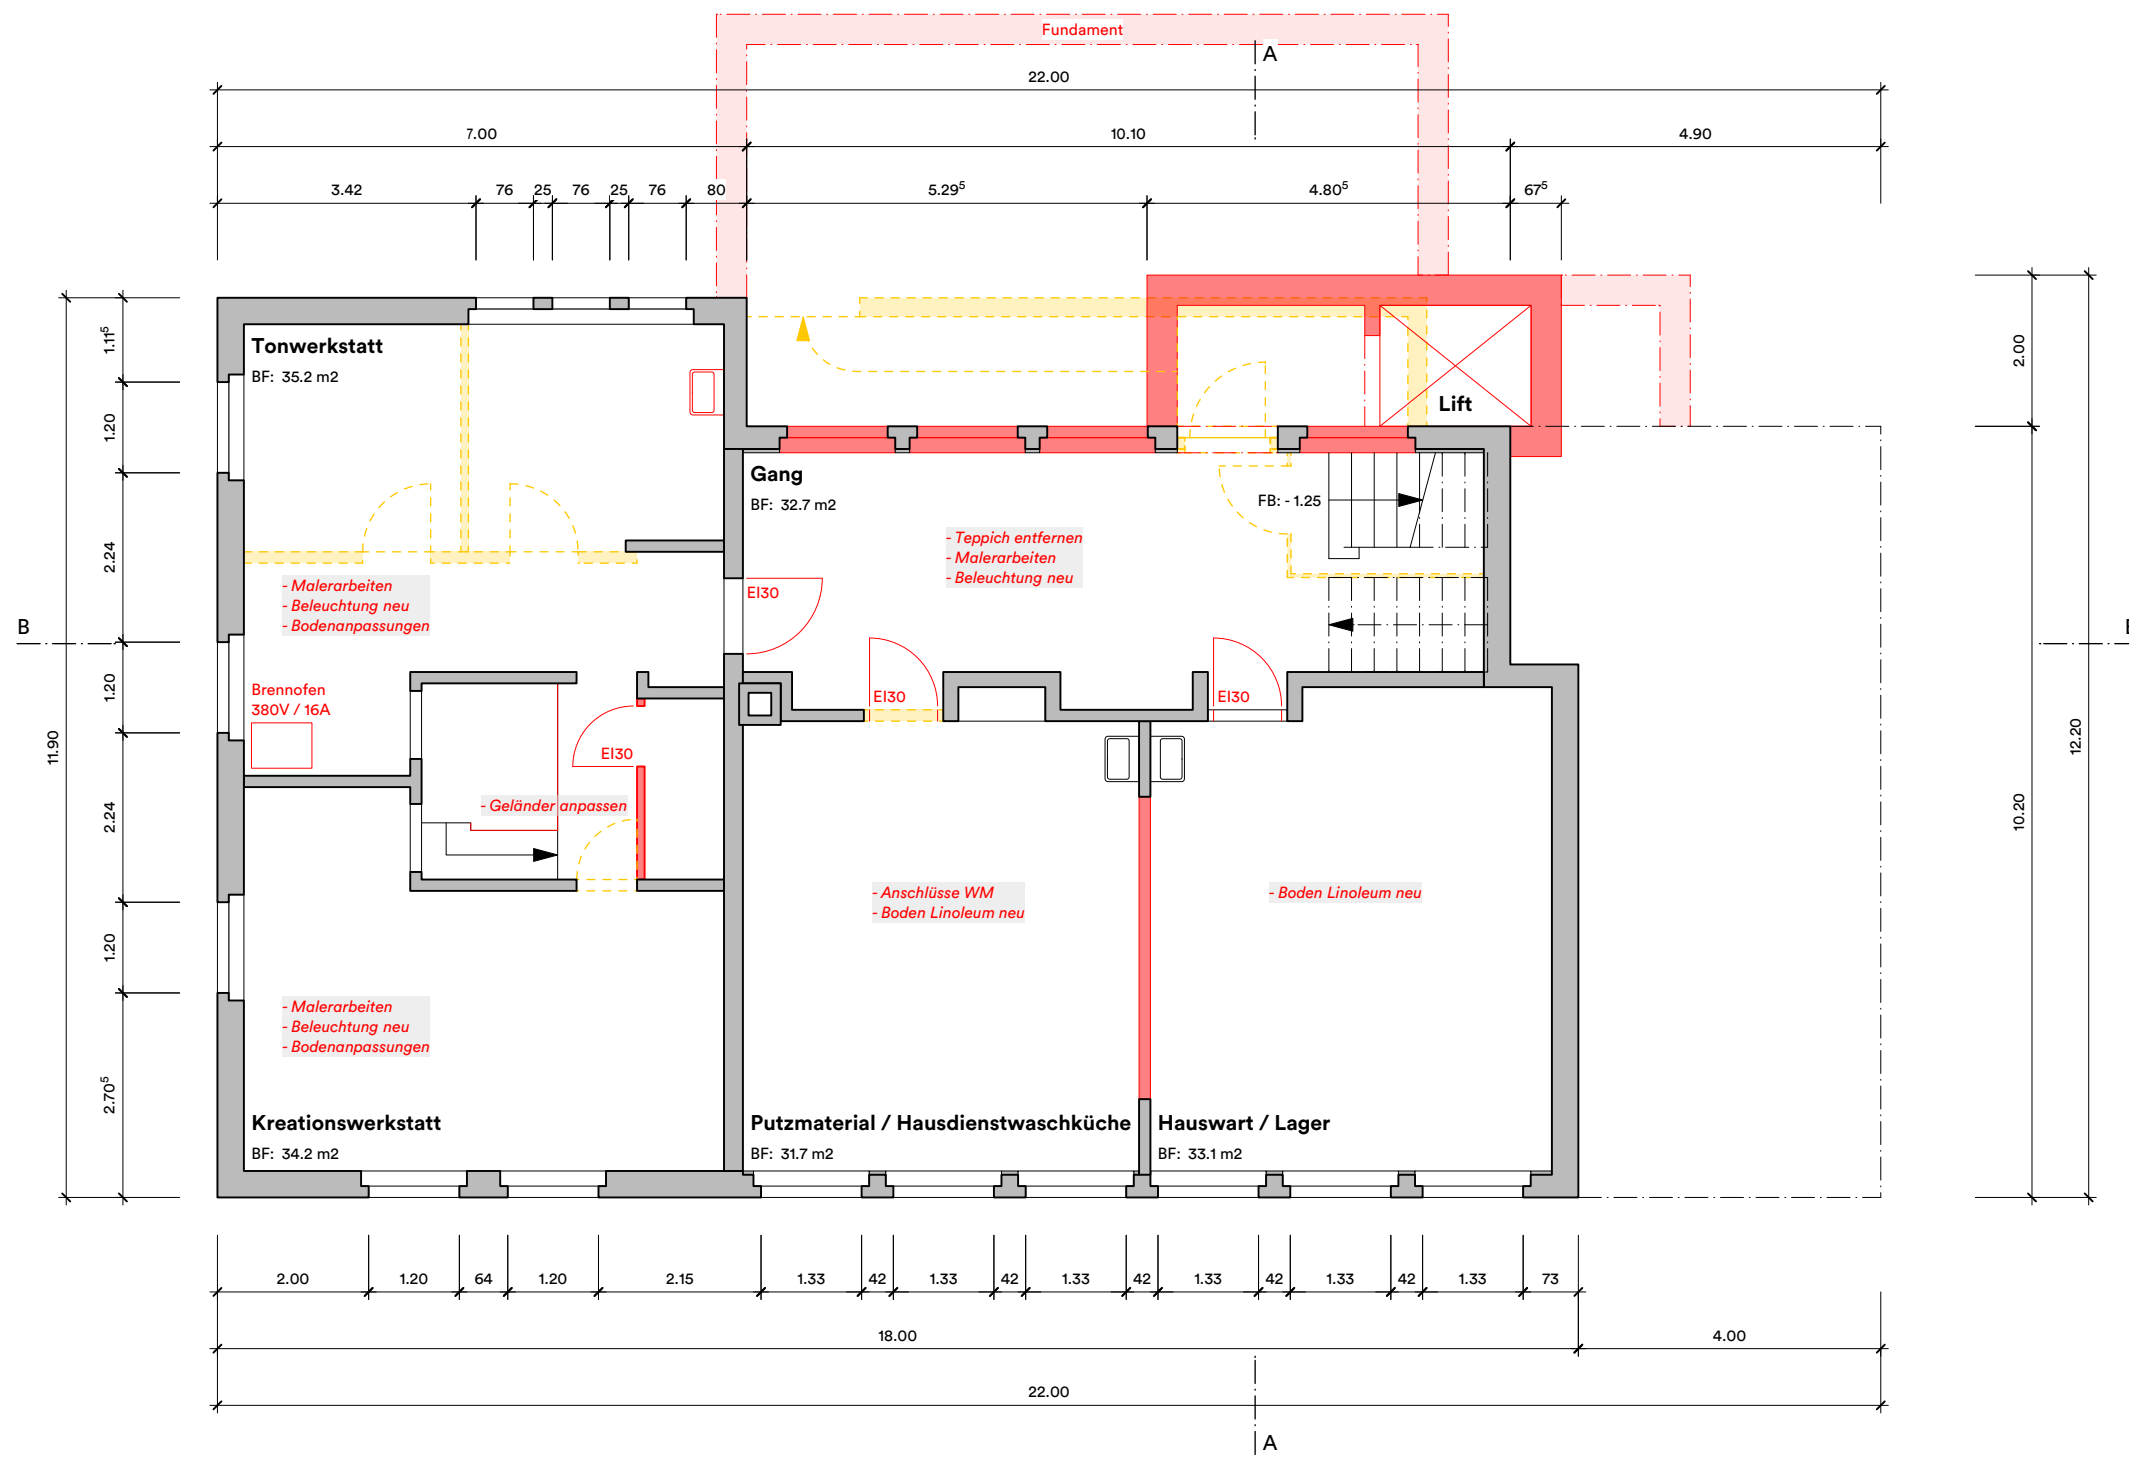 Fundament
A
22.00
7.00
10.10
4.90
3.42
76
25
76
25
76
80
5.29⁵
4.80⁵
67⁵
1.11⁵
1.20
2.24
1.20
2.24
1.20
2.70⁵
11.90
2.00
10.20
12.20
Tonwerkstatt
BF: 35.2 m2
Lift
Gang
BF: 32.7 m2
FB: - 1.25
- Teppich entfernen
- Malerarbeiten
- Beleuchtung neu
- Malerarbeiten
- Beleuchtung neu
- Bodenanpassungen
EI30
B
Brennofen
380V / 16A
EI30
EI30
EI30
- Geländer anpassen
- Anschlüsse WM
- Boden Linoleum neu
- Boden Linoleum neu
- Malerarbeiten
- Beleuchtung neu
- Bodenanpassungen
Kreationswerkstatt
BF: 34.2 m2
Putzmaterial / Hausdienstwaschküche
BF: 31.7 m2
Hauswart / Lager
BF: 33.1 m2
2.00
1.20
64
1.20
2.15
1.33
42
1.33
42
1.33
42
1.33
42
1.33
42
1.33
73
18.00
4.00
22.00
A